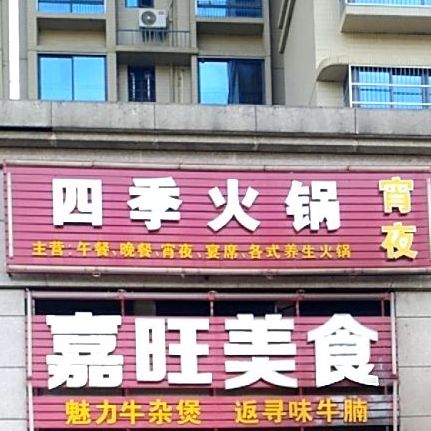 四季火锅
宵夜
主营:午餐、晚餐、宵夜、宴席、各式养生火锅
嘉旺美食
魅力牛杂煲 返寻味牛腩